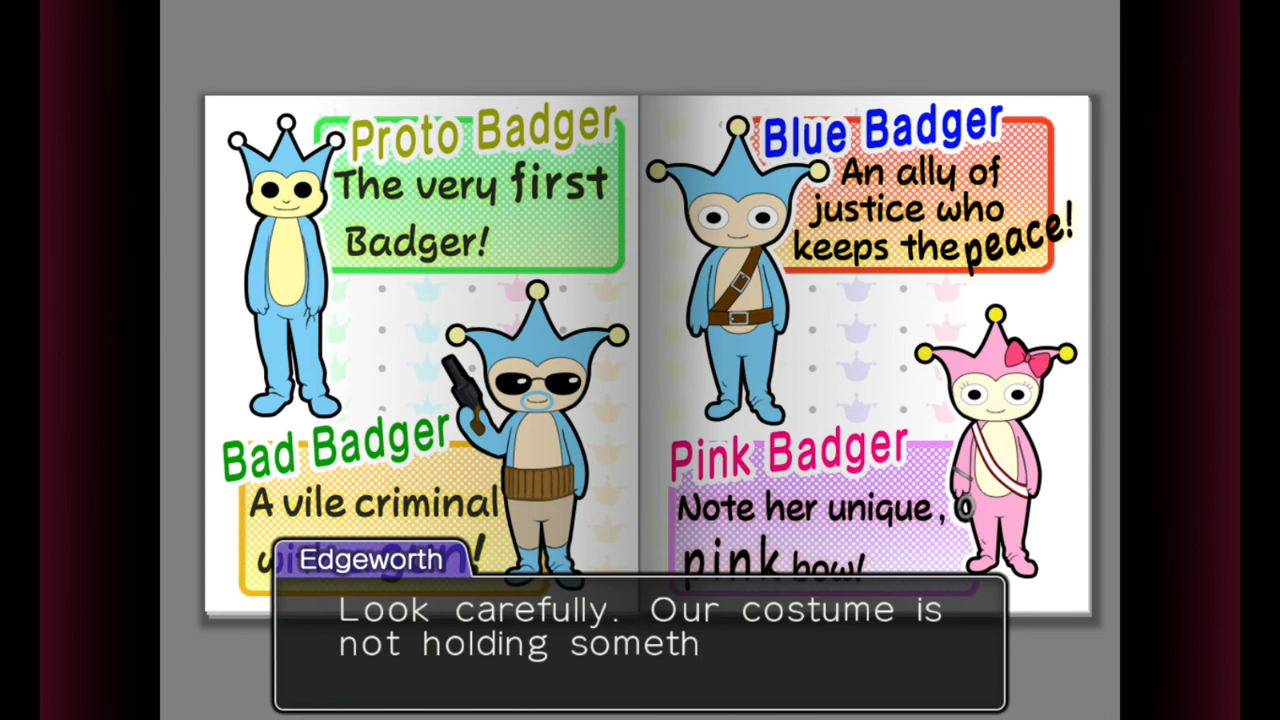 Proto Badger
The very first
Badger!
Blue Badger
An ally of
justice who
keeps the peace!
Bad Badger
A vile criminal
Pink Badger
Note her unique,
pink bow!
Edgeworth
Look carefully. Our costume is
not holding someth